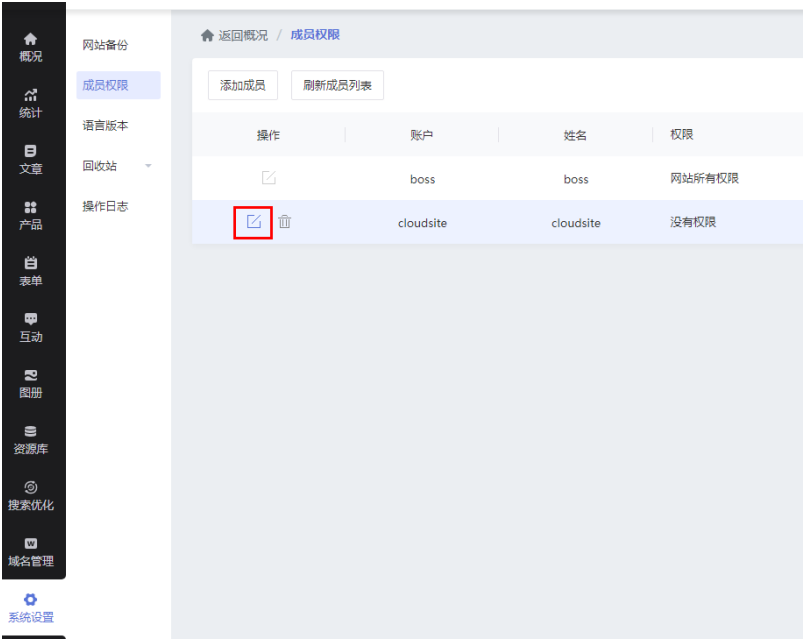 概况
统计
文章
产品
表单
互动
图册
资源库
搜索优化
域名管理
系统设置
网站备份
成员权限
语言版本
回收站
操作日志
返回概况 / 成员权限
添加成员 刷新成员列表
操作 账户 姓名 权限
boss boss 网站所有权限
cloudsite cloudsite 没有权限